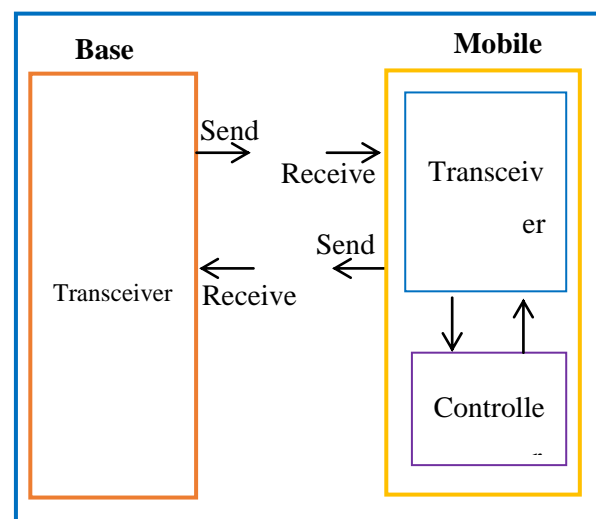 Base
Mobile
Send
Receive
Transceiv
er
Send
Transceiver
Receive
Controlle